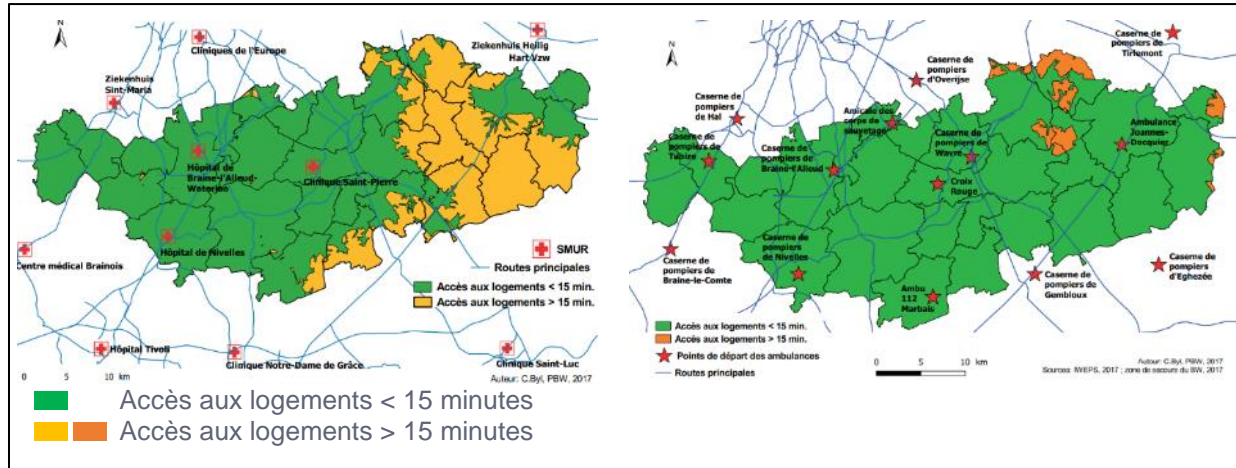 N
Cliniques de l'Europe
Ziekenhuis Heilig
Hart Vzw
Ziekenhuis
Sint-Maria
Hôpital de
Braine-l'Alleud-
Waterloo
Clinique Saint-Pierre
Hôpital de Nivelles
Centre médical Brainois
SMUR
Routes principales
Accès aux logements < 15 min.
Accès aux logements > 15 min.
Hôpital Tivoli
Clinique Notre-Dame de Grâce
Clinique Saint-Luc
0 5 10 km
Auteur: C.Byl, PBW, 2017
Accès aux logements < 15 minutes
Accès aux logements > 15 minutes
N
Caserne de
pompiers de
Tirlemont
Caserne de
pompiers
d'Overijse
Caserne de
pompiers
de Hal
Amicale des
corps de
sauvetage
Caserne de
pompiers de
Tubize
Caserne de
pompiers de
Braine-l'Alleud
Caserne de
pompiers
de Wavre
Ambulance
Joannes-
Docquier
Croix
Rouge
Caserne de
pompiers
de Nivelles
Caserne de
pompiers de
Braine-le-Comte
Ambu
112
Marbais
Caserne de
pompiers de
Gembloux
Caserne de
pompiers
d'Eghezée
Accès aux logements < 15 min.
Accès aux logements > 15 min.
Points de départ des ambulances
Routes principales
0 5 10 km
Auteur: C.Byl, PBW, 2017
Sources: IWEPS, 2017 ; zone de secours du BW, 2017